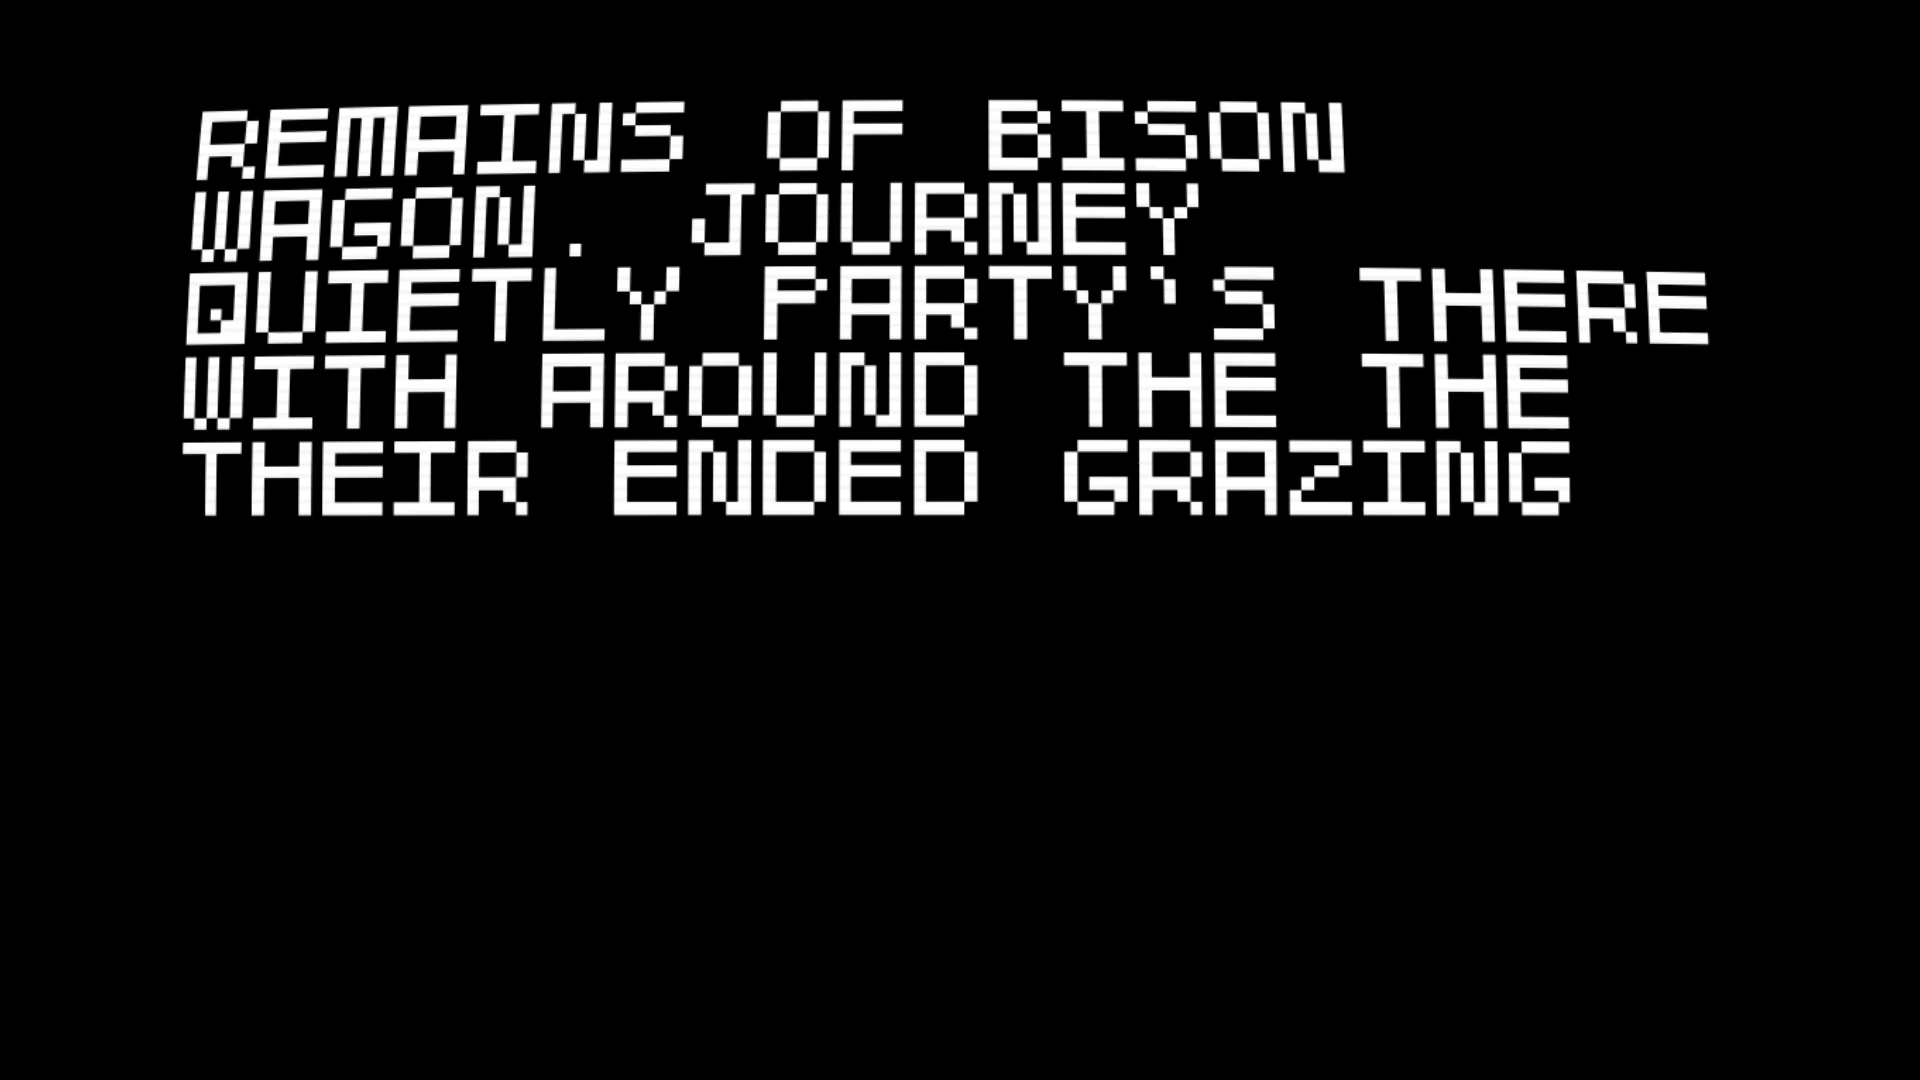 REMAINS OF BISON
WAGON. JOURNEY
QUIETLY PARTY'S THERE
WITH AROUND THE THE
THEIR ENDED GRAZING